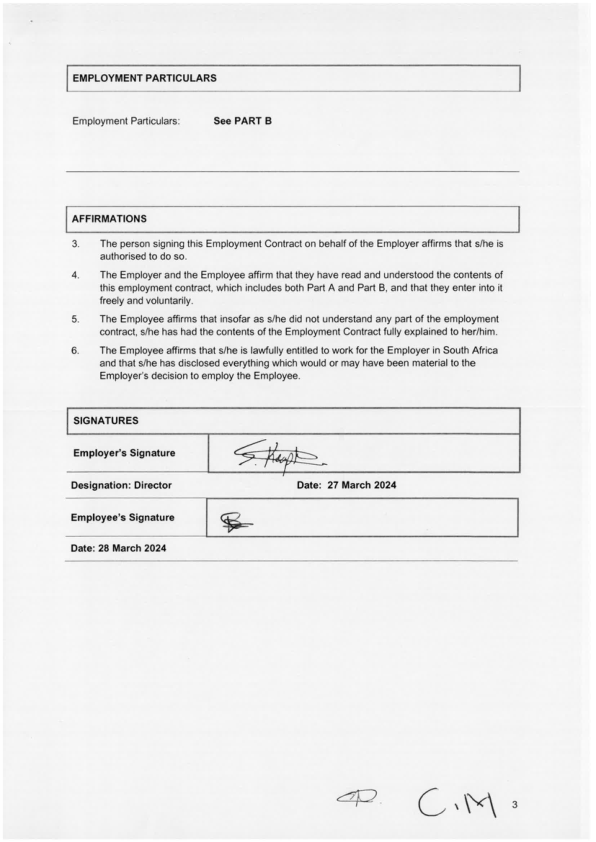 EMPLOYMENT PARTICULARS
Employment Particulars: See PART B
AFFIRMATIONS
3. The person signing this Employment Contract on behalf of the Employer affirms that s/he is
authorised to do so.
4. The Employer and the Employee affirm that they have read and understood the contents of
this employment contract, which includes both Part A and Part B, and that they enter into it
freely and voluntarily.
5. The Employee affirms that insofar as s/he did not understand any part of the employment
contract, s/he has had the contents of the Employment Contract fully explained to her/him.
6. The Employee affirms that s/he is lawfully entitled to work for the Employer in South Africa
and that s/he has disclosed everything which would or may have been material to the
Employer's decision to employ the Employee.
SIGNATURES
Employer's Signature
Designation: Director Date: 27 March 2024
Employee's Signature
Date: 28 March 2024
C.M 3